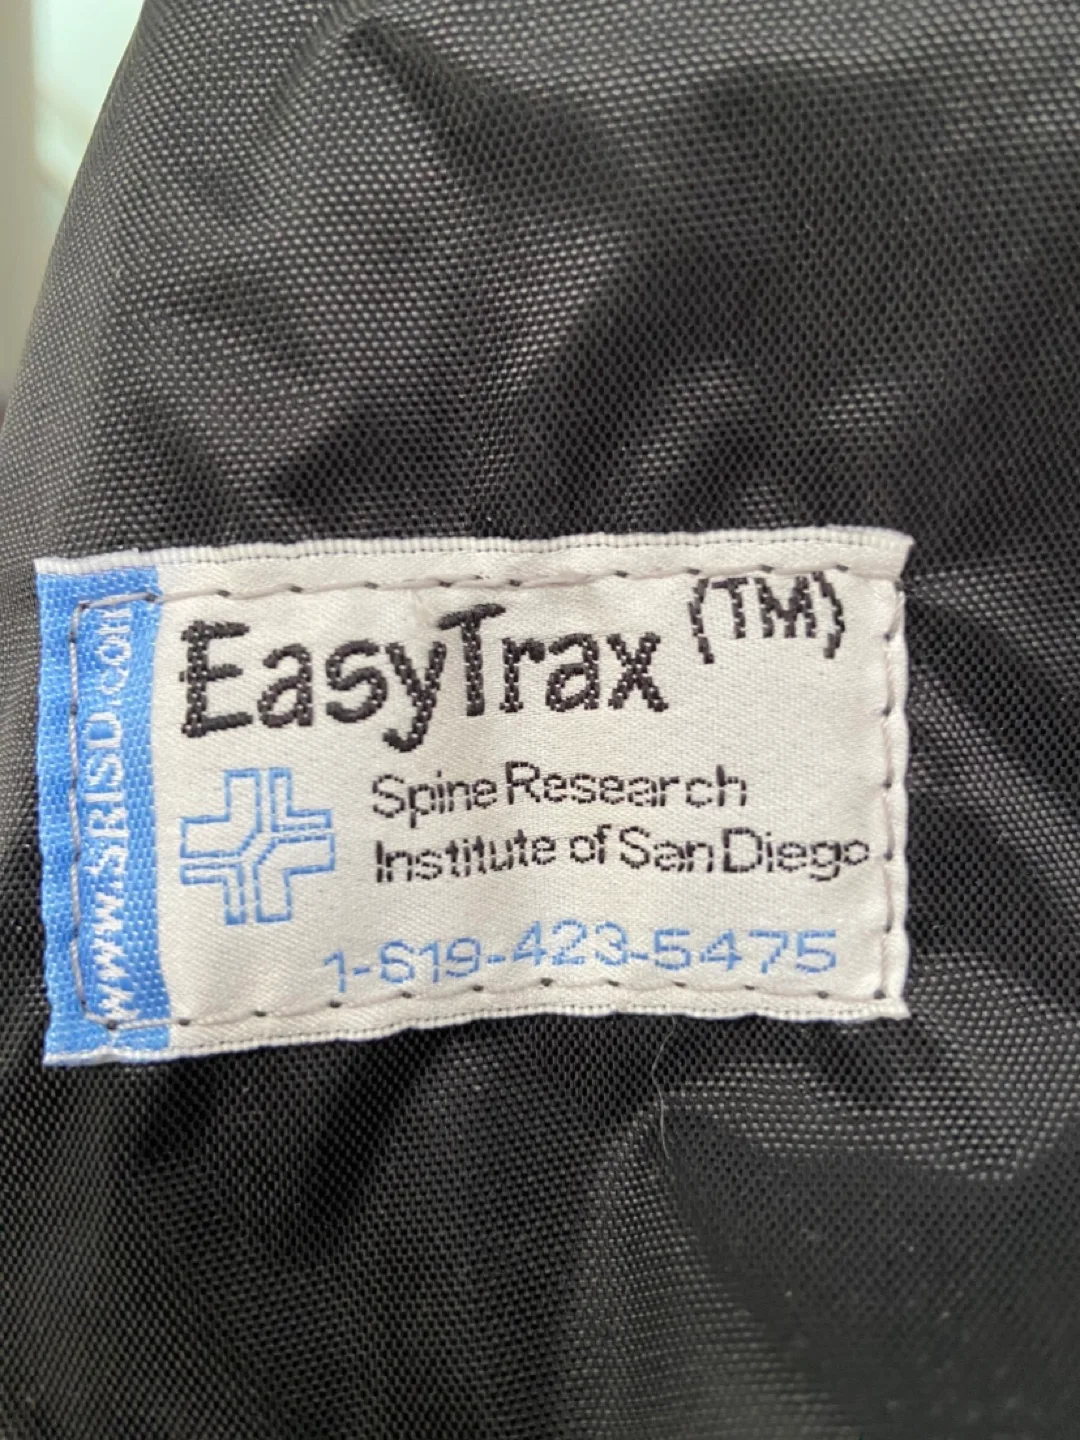 EasyTrax (TM)
Spine Research
Institute of San Diego
1-619-423-5475
www.SRISD.com